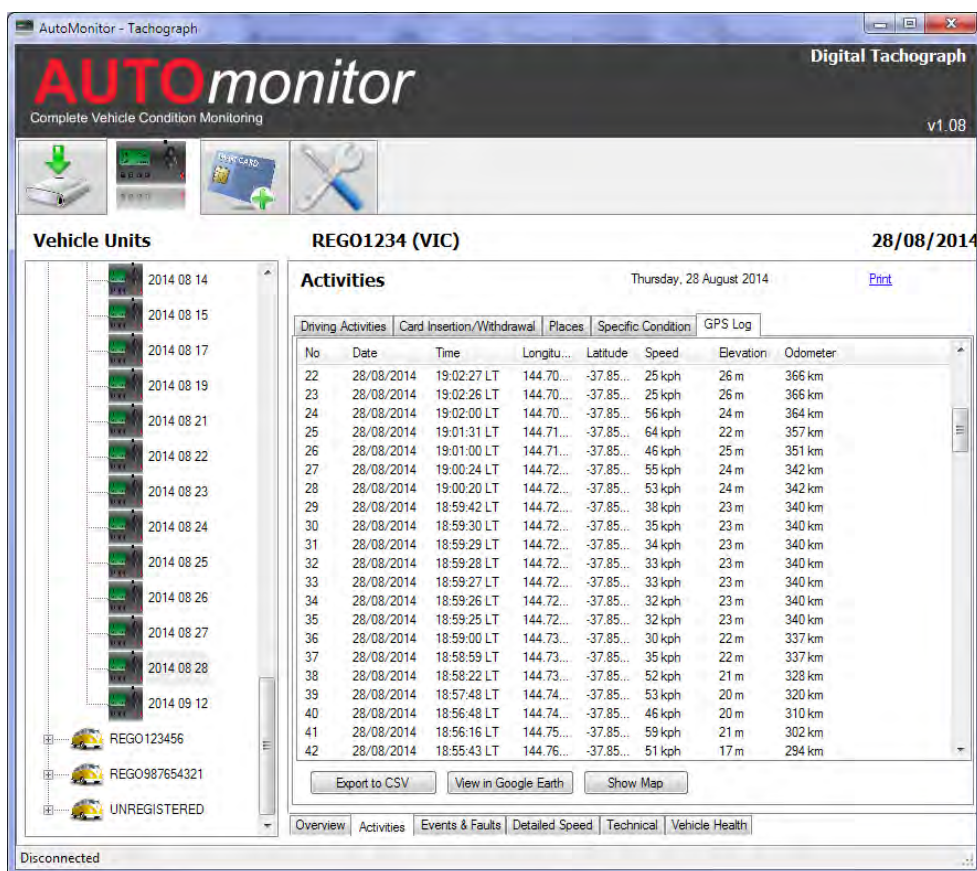 AutoMonitor - Tachograph
AUTOmonitor
Complete Vehicle Condition Monitoring
Digital Tachograph
v1.08
Vehicle Units
REGO1234 (VIC)
28/08/2014
2014 08 14
2014 08 15
2014 08 17
2014 08 19
2014 08 21
2014 08 22
2014 08 23
2014 08 24
2014 08 25
2014 08 26
2014 08 27
2014 08 28
2014 09 12
REGO123456
REGO987654321
UNREGISTERED
Activities Thursday, 28 August 2014 Print
Driving Activities Card Insertion/Withdrawal Places Specific Condition GPS Log
No Date Time Longitu... Latitude Speed Elevation Odometer
22 28/08/2014 19:02:27 LT 144.70... -37.85... 25 kph 26 m 366 km
23 28/08/2014 19:02:26 LT 144.70... -37.85... 25 kph 26 m 366 km
24 28/08/2014 19:02:00 LT 144.70... -37.85... 56 kph 24 m 364 km
25 28/08/2014 19:01:31 LT 144.71... -37.85... 64 kph 22 m 357 km
26 28/08/2014 19:01:00 LT 144.71... -37.85... 46 kph 25 m 351 km
27 28/08/2014 19:00:24 LT 144.72... -37.85... 55 kph 24 m 342 km
28 28/08/2014 19:00:20 LT 144.72... -37.85... 53 kph 24 m 342 km
29 28/08/2014 18:59:42 LT 144.72... -37.85... 38 kph 23 m 340 km
30 28/08/2014 18:59:30 LT 144.72... -37.85... 35 kph 23 m 340 km
31 28/08/2014 18:59:29 LT 144.72... -37.85... 34 kph 23 m 340 km
32 28/08/2014 18:59:28 LT 144.72... -37.85... 33 kph 23 m 340 km
33 28/08/2014 18:59:27 LT 144.72... -37.85... 33 kph 23 m 340 km
34 28/08/2014 18:59:26 LT 144.72... -37.85... 32 kph 23 m 340 km
35 28/08/2014 18:59:25 LT 144.72... -37.85... 32 kph 23 m 340 km
36 28/08/2014 18:59:00 LT 144.73... -37.85... 30 kph 22 m 337 km
37 28/08/2014 18:58:59 LT 144.73... -37.85... 35 kph 22 m 337 km
38 28/08/2014 18:58:22 LT 144.73... -37.85... 52 kph 21 m 328 km
39 28/08/2014 18:57:48 LT 144.74... -37.85... 53 kph 20 m 320 km
40 28/08/2014 18:56:48 LT 144.74... -37.85... 46 kph 20 m 310 km
41 28/08/2014 18:56:16 LT 144.75... -37.85... 59 kph 21 m 302 km
42 28/08/2014 18:55:43 LT 144.76... -37.85... 51 kph 17 m 294 km
Export to CSV View in Google Earth Show Map
Overview Activities Events & Faults Detailed Speed Technical Vehicle Health
Disconnected